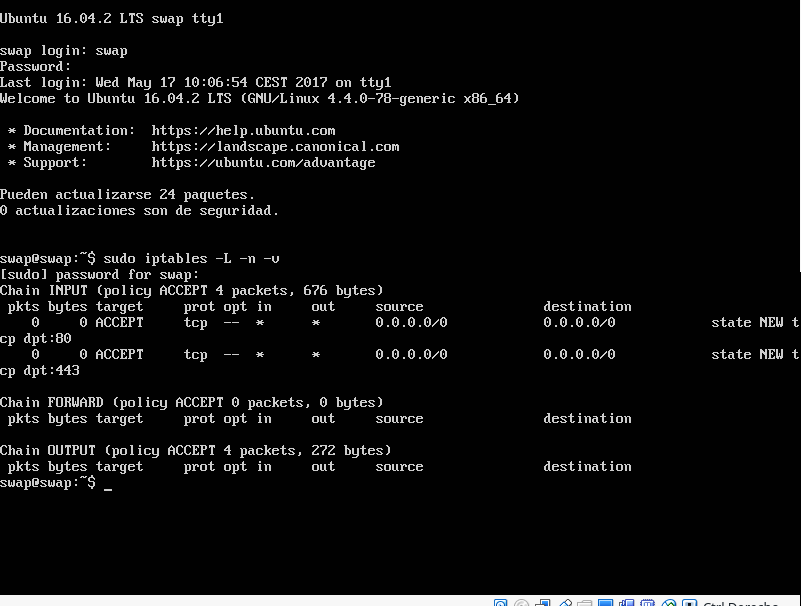 Ubuntu 16.04.2 LTS swap tty1
swap login: swap
Password:
Last login: Wed May 17 10:06:54 CEST 2017 on tty1
Welcome to Ubuntu 16.04.2 LTS (GNU/Linux 4.4.0-78-generic x86_64)
* Documentation:  https://help.ubuntu.com
* Management:     https://landscape.canonical.com
* Support:        https://ubuntu.com/advantage
Pueden actualizarse 24 paquetes.
0 actualizaciones son de seguridad.
swap@swap:~$ sudo iptables -L -n -v
[sudo] password for swap:
Chain INPUT (policy ACCEPT 4 packets, 676 bytes)
pkts bytes target     prot opt in     out     source               destination
0     0 ACCEPT     tcp  --  *      *       0.0.0.0/0            0.0.0.0/0            state NEW t
cp dpt:80
0     0 ACCEPT     tcp  --  *      *       0.0.0.0/0            0.0.0.0/0            state NEW t
cp dpt:443
Chain FORWARD (policy ACCEPT 0 packets, 0 bytes)
pkts bytes target     prot opt in     out     source               destination
Chain OUTPUT (policy ACCEPT 4 packets, 272 bytes)
pkts bytes target     prot opt in     out     source               destination
swap@swap:~$ _
Ctrl Derecho